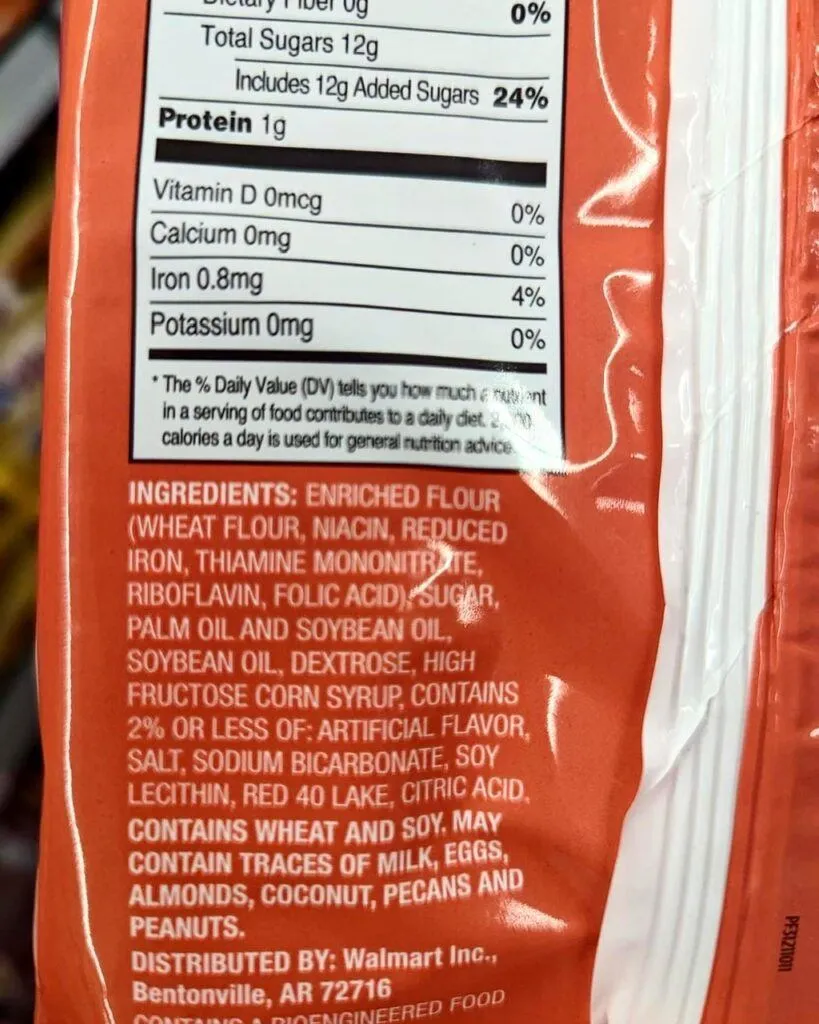 Dietary Fiber 0g 0%
Total Sugars 12g
Includes 12g Added Sugars 24%
Protein 1g
Vitamin D 0mcg 0%
Calcium 0mg 0%
Iron 0.8mg 4%
Potassium 0mg 0%
* The % Daily Value (DV) tells you how much a nutrient
in a serving of food contributes to a daily diet.
calories a day is used for general nutrition advice.
INGREDIENTS: ENRICHED FLOUR
(WHEAT FLOUR, NIACIN, REDUCED
IRON, THIAMINE MONONITRATE,
RIBOFLAVIN, FOLIC ACID), SUGAR,
PALM OIL AND SOYBEAN OIL,
SOYBEAN OIL, DEXTROSE, HIGH
FRUCTOSE CORN SYRUP, CONTAINS
2% OR LESS OF: ARTIFICIAL FLAVOR,
SALT, SODIUM BICARBONATE, SOY
LECITHIN, RED 40 LAKE, CITRIC ACID.
CONTAINS WHEAT AND SOY. MAY
CONTAIN TRACES OF MILK, EGGS,
ALMONDS, COCONUT, PECANS AND
PEANUTS.
DISTRIBUTED BY: Walmart Inc.,
Bentonville, AR 72716
CONTAINS A BIOENGINEERED FOOD